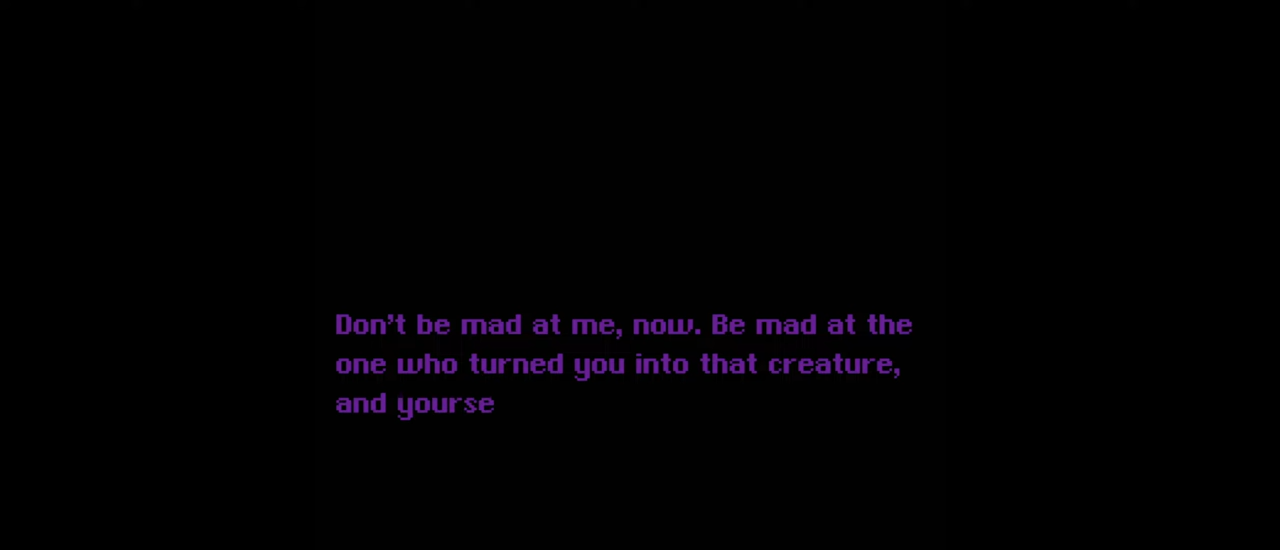 Don't be mad at me, now. Be mad at the
one who turned you into that creature,
and yourse